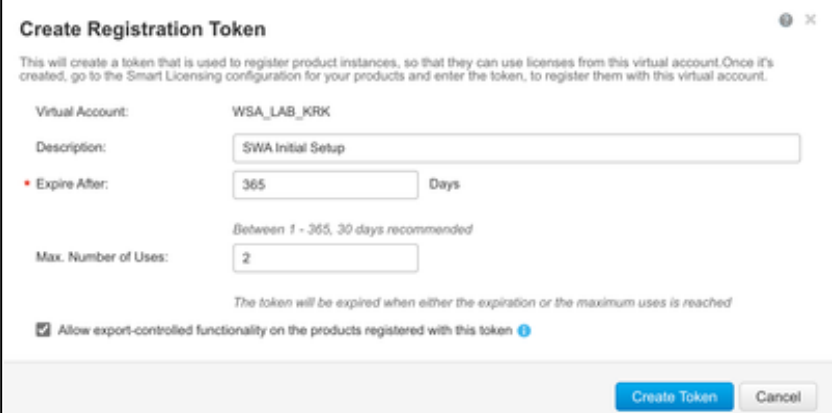 Create Registration Token
This will create a token that is used to register product instances, so that they can use licenses from this virtual account.Once it's
created, go to the Smart Licensing configuration for your products and enter the token, to register them with this virtual account.
Virtual Account: WSA_LAB_KRK
Description: SWA Initial Setup
* Expire After: 365 Days
Between 1 - 365, 30 days recommended
Max. Number of Uses: 2
The token will be expired when either the expiration or the maximum uses is reached
Allow export-controlled functionality on the products registered with this token
Create Token Cancel